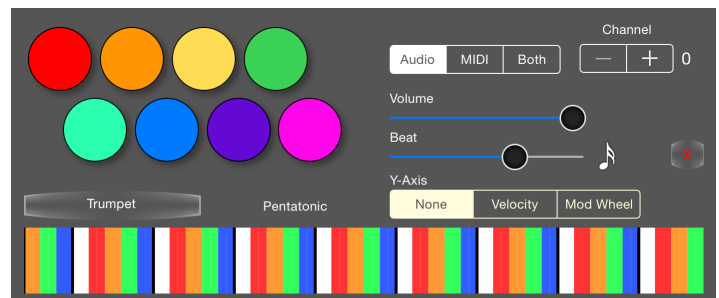 Channel
Audio MIDI Both
0
Volume
Beat
X
Y-Axis
Trumpet
Pentatonic
None Velocity Mod Wheel